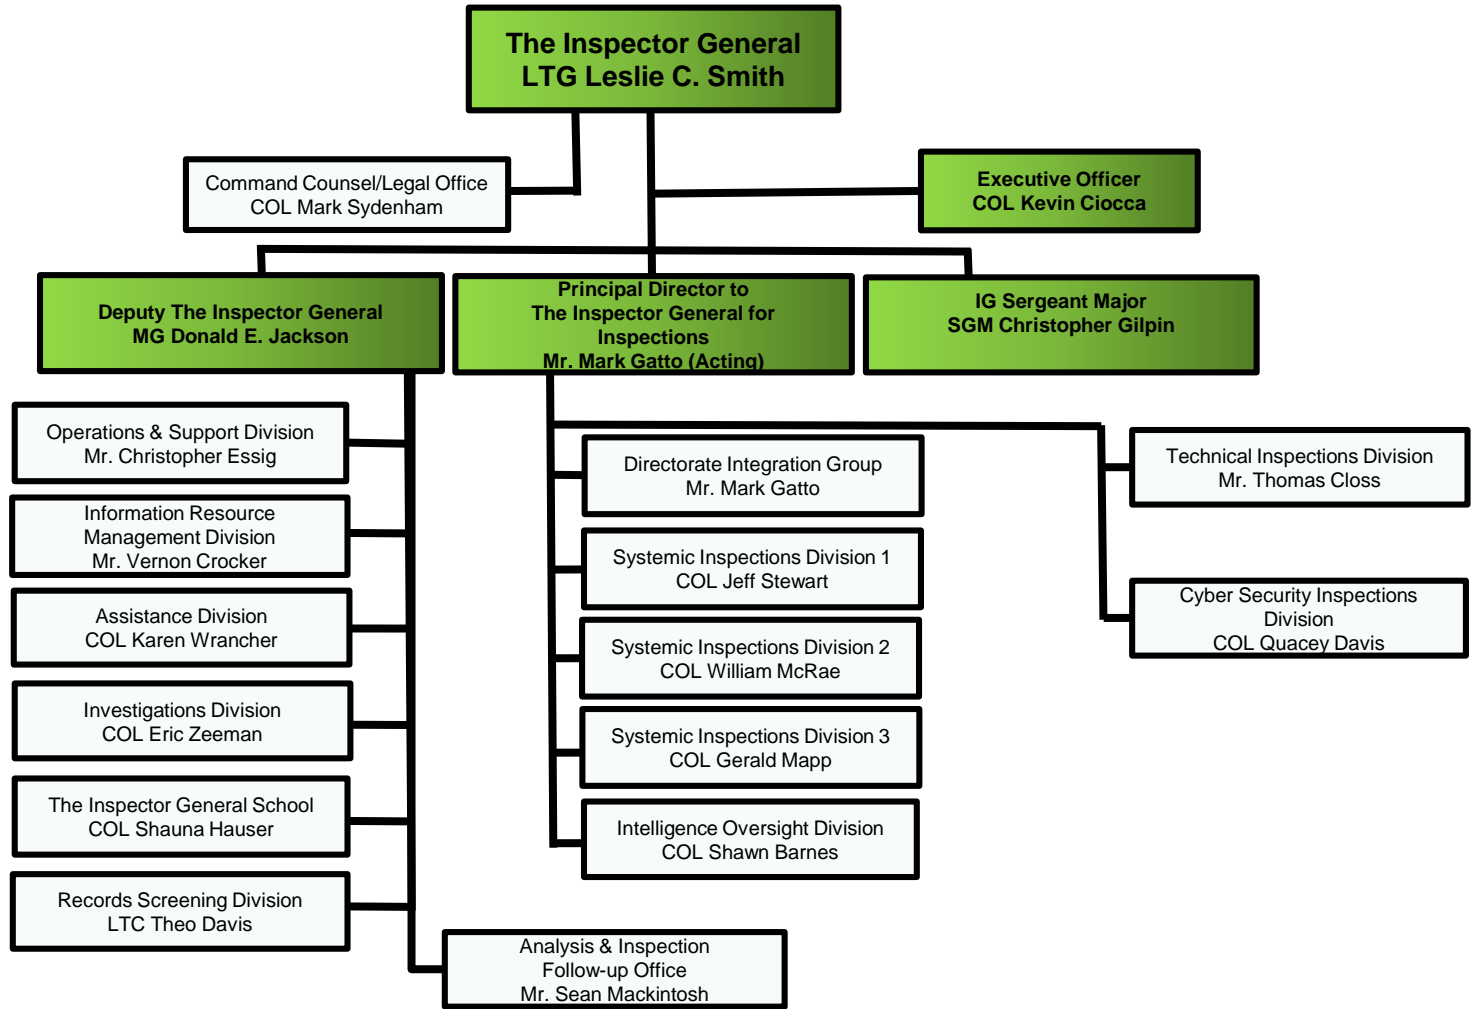 The Inspector General
LTG Leslie C. Smith
Command Counsel/Legal Office
COL Mark Sydenham
Executive Officer
COL Kevin Ciocca
Deputy The Inspector General
MG Donald E. Jackson
Principal Director to
The Inspector General for
Inspections
Mr. Mark Gatto (Acting)
IG Sergeant Major
SGM Christopher Gilpin
Operations & Support Division
Mr. Christopher Essig
Information Resource
Management Division
Mr. Vernon Crocker
Assistance Division
COL Karen Wrancher
Investigations Division
COL Eric Zeeman
The Inspector General School
COL Shauna Hauser
Records Screening Division
LTC Theo Davis
Analysis & Inspection
Follow-up Office
Mr. Sean Mackintosh
Directorate Integration Group
Mr. Mark Gatto
Systemic Inspections Division 1
COL Jeff Stewart
Systemic Inspections Division 2
COL William McRae
Systemic Inspections Division 3
COL Gerald Mapp
Intelligence Oversight Division
COL Shawn Barnes
Technical Inspections Division
Mr. Thomas Closs
Cyber Security Inspections
Division
COL Quacey Davis